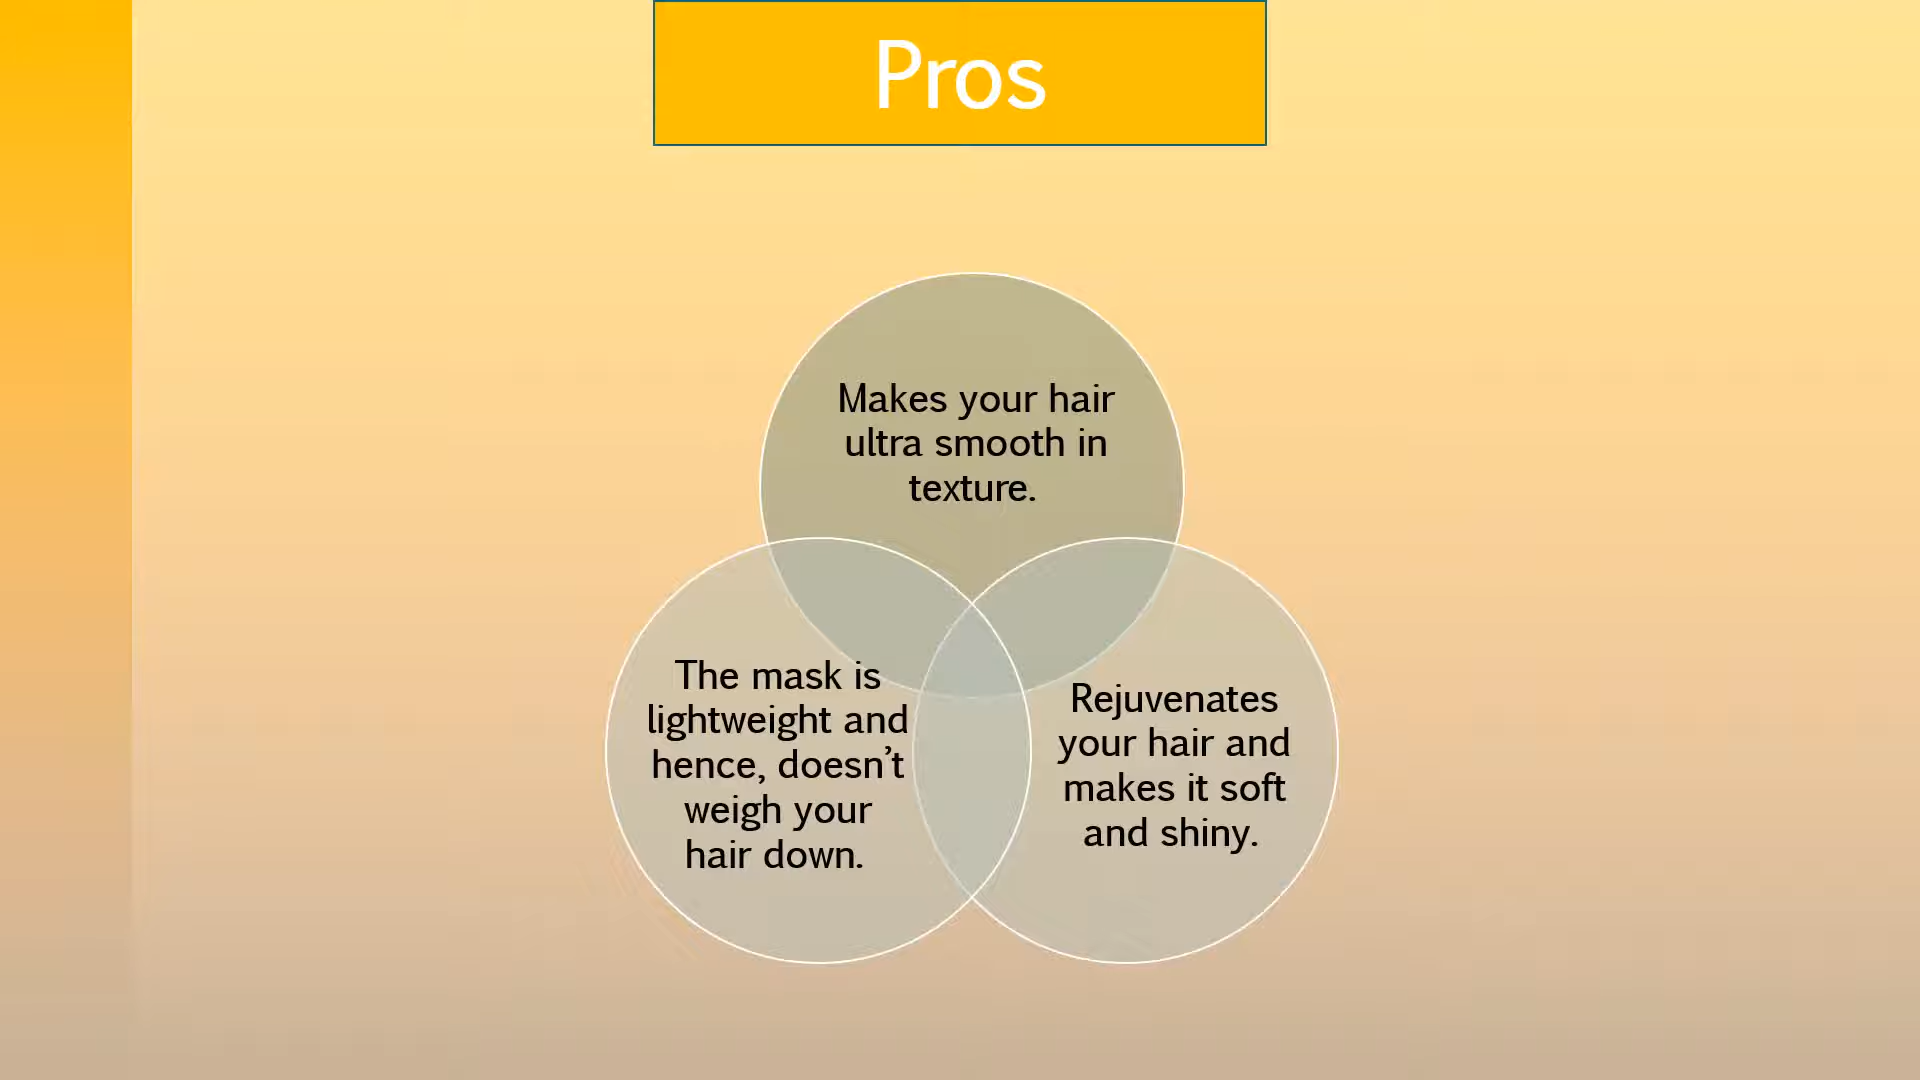 Pros
Makes your hair
ultra smooth in
texture.
The mask is
lightweight and
hence, doesn’t
weigh your
hair down.
Rejuvenates
your hair and
makes it soft
and shiny.